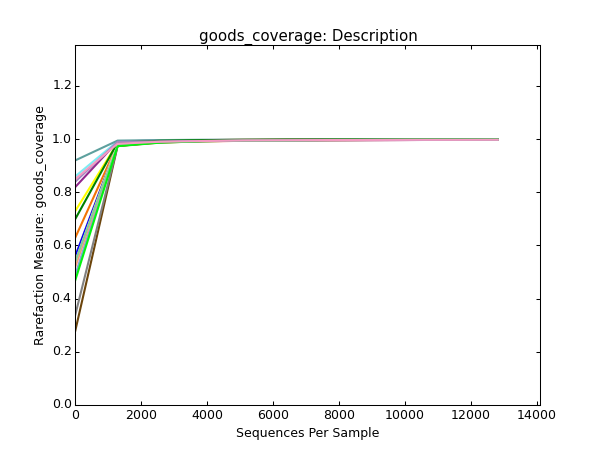 goods_coverage: Description
1.2
1.0
0.8
0.6
0.4
0.2
0.0
Rarefaction Measure: goods_coverage
0 2000 4000 6000 8000 10000 12000 14000
Sequences Per Sample